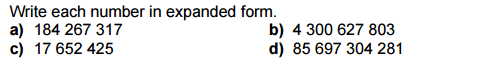 Write each number in expanded form.
a) 184 267 317 b) 4 300 627 803
c) 17 652 425 d) 85 697 304 281